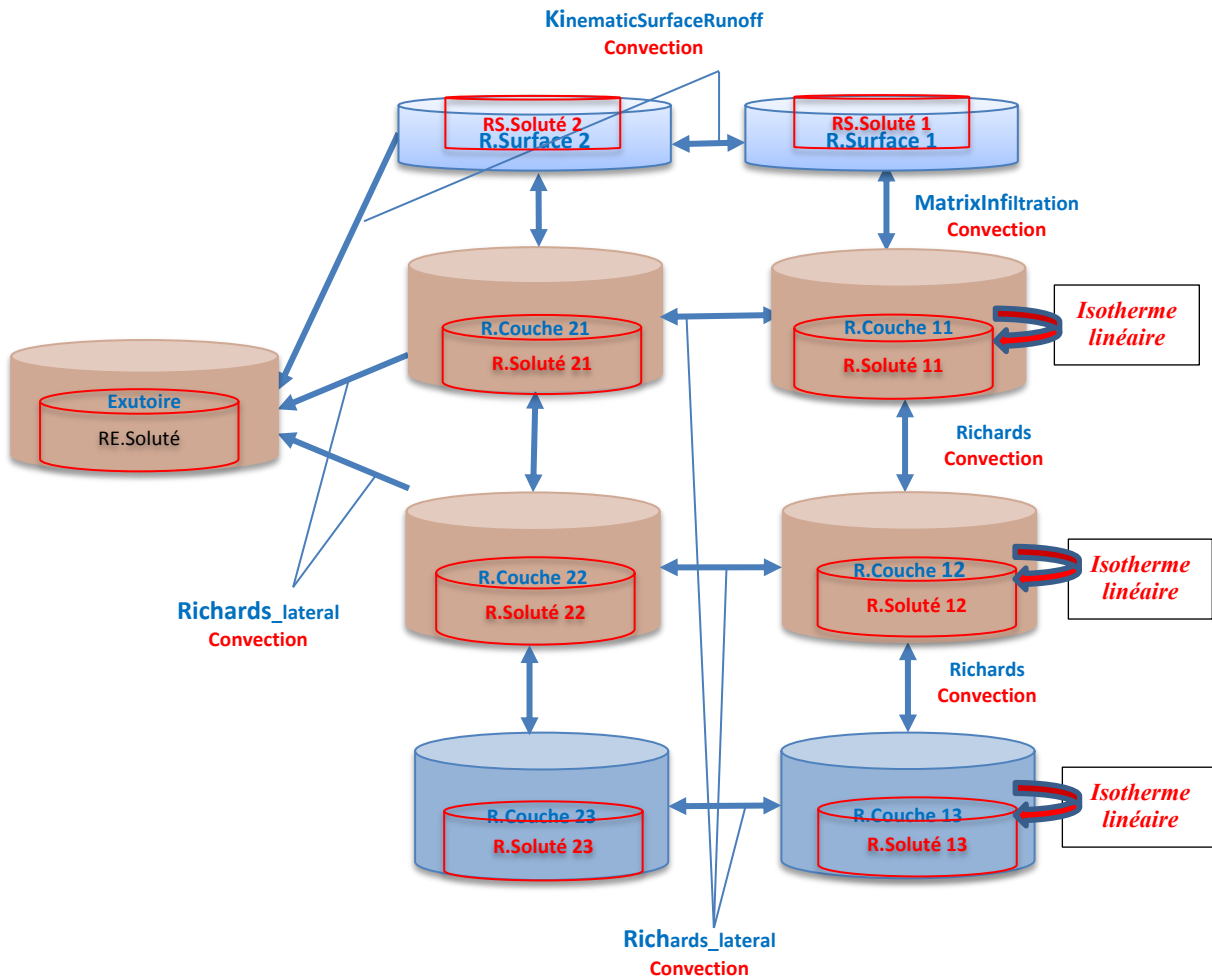 KinematicSurfaceRunoff
Convection
RS.Soluté 2
R.Surface 2
RS.Soluté 1
R.Surface 1
MatrixInfiltration
Convection
R.Couche 21
R.Soluté 21
R.Couche 11
R.Soluté 11
Isotherme
linéaire
Exutoire
RE.Soluté
Richards
Convection
R.Couche 22
R.Soluté 22
R.Couche 12
R.Soluté 12
Isotherme
linéaire
Richards_lateral
Convection
Richards
Convection
R.Couche 23
R.Soluté 23
R.Couche 13
R.Soluté 13
Isotherme
linéaire
Richards_lateral
Convection